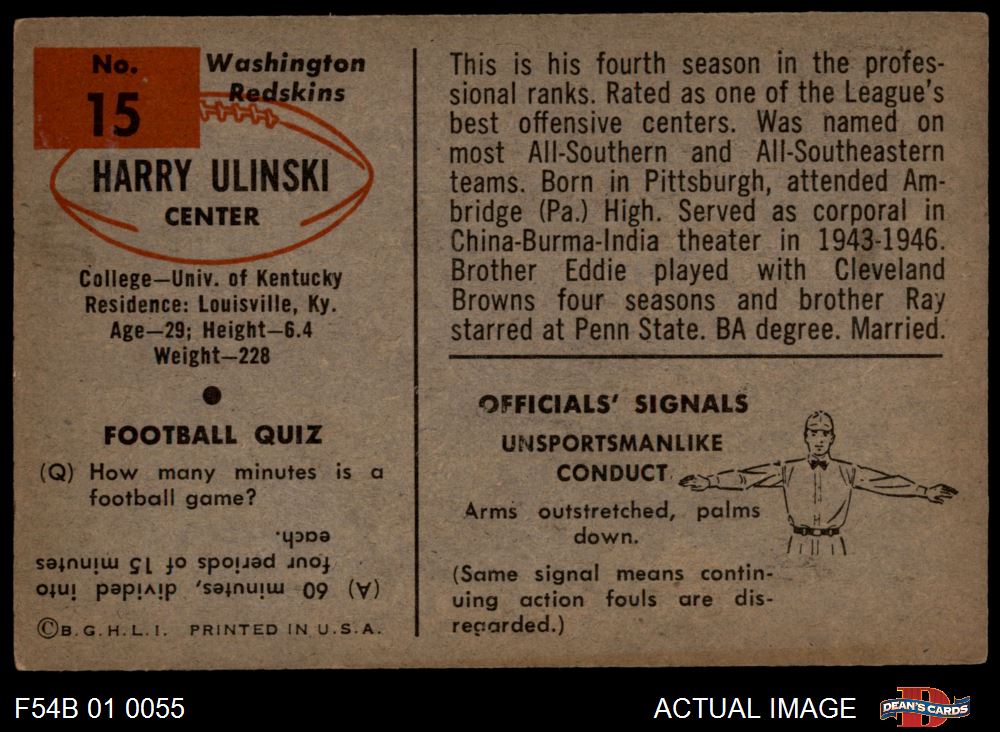 No.
15
Washington
Redskins
HARRY ULINSKI
CENTER
College—Univ. of Kentucky
Residence: Louisville, Ky.
Age—29; Height—6.4
Weight—228
FOOTBALL QUIZ
(Q) How many minutes is a
football game?
(A) 60 minutes, divided into
four periods of 15 minutes
each.
©B.G.H.L.I. PRINTED IN U.S.A.
This is his fourth season in the profes-
sional ranks. Rated as one of the League's
best offensive centers. Was named on
most All-Southern and All-Southeastern
teams. Born in Pittsburgh, attended Am-
bridge (Pa.) High. Served as corporal in
China-Burma-India theater in 1943-1946.
Brother Eddie played with Cleveland
Browns four seasons and brother Ray
starred at Penn State. BA degree. Married.
OFFICIALS' SIGNALS
UNSPORTSMANLIKE
CONDUCT
Arms outstretched, palms
down.
(Same signal means contin-
uing action fouls are dis-
regarded.)
F54B 01 0055
ACTUAL IMAGE
D
DEAN'S CARDS